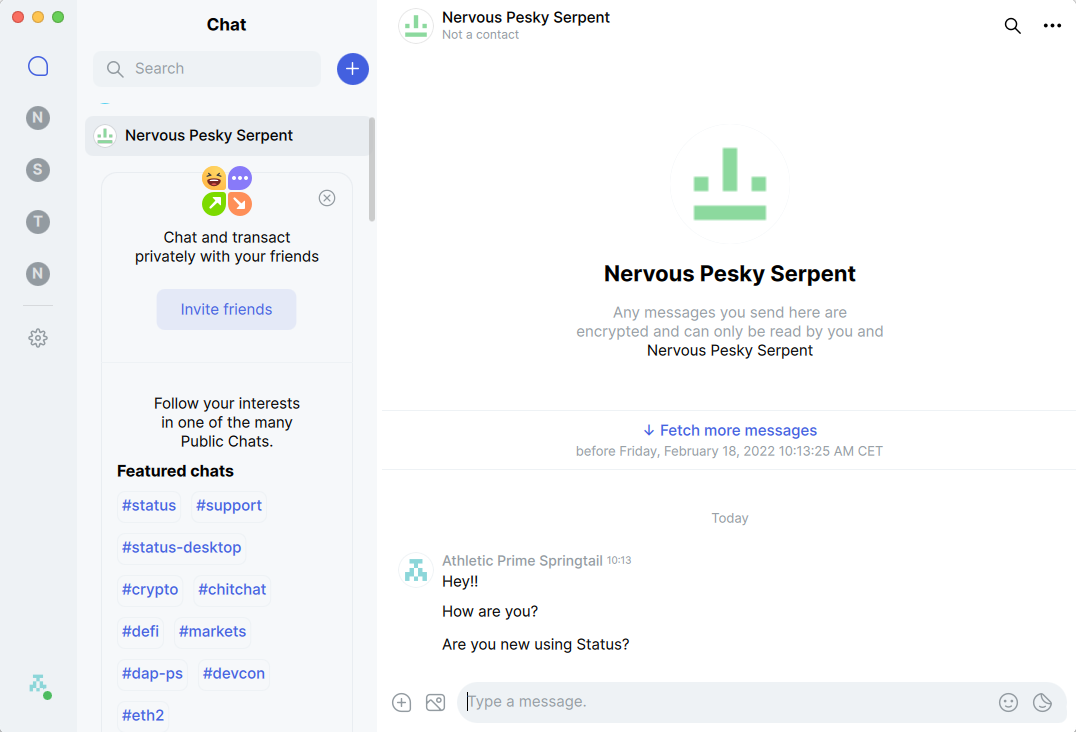 Chat
Search
N
S
T
N
Nervous Pesky Serpent
Chat and transact
privately with your friends
Invite friends
Follow your interests
in one of the many
Public Chats.
Featured chats
#status #support
#status-desktop
#crypto #chitchat
#defi #markets
#dap-ps #devcon
#eth2
Nervous Pesky Serpent
Not a contact
Nervous Pesky Serpent
Any messages you send here are
encrypted and can only be read by you and
Nervous Pesky Serpent
Fetch more messages
before Friday, February 18, 2022 10:13:25 AM CET
Today
Athletic Prime Springtail 10:13
Hey!!
How are you?
Are you new using Status?
Type a message.